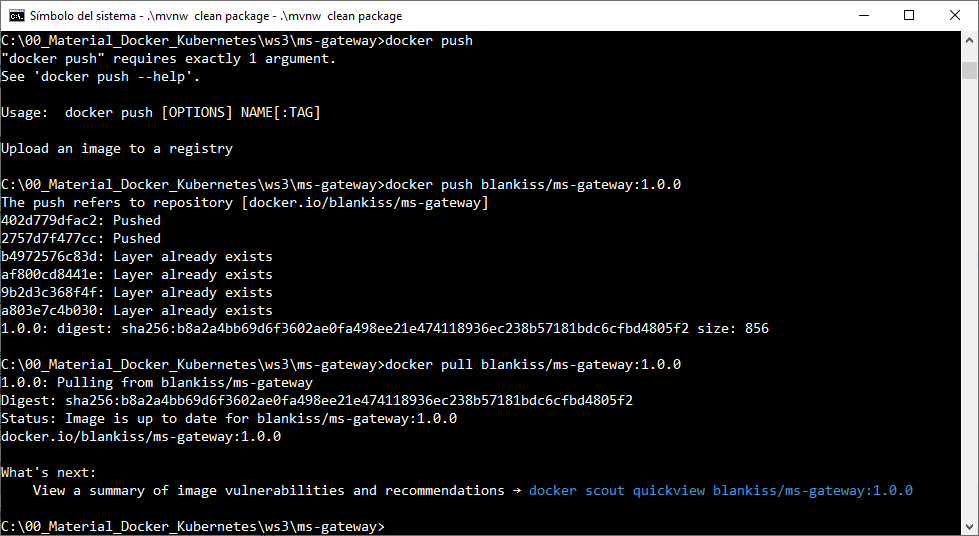 Símbolo del sistema - .\mvnw  clean package - .\mvnw  clean package
C:\00_Material_Docker_Kubernetes\ws3\ms-gateway>docker push
"docker push" requires exactly 1 argument.
See 'docker push --help'.
Usage:  docker push [OPTIONS] NAME[:TAG]
Upload an image to a registry
C:\00_Material_Docker_Kubernetes\ws3\ms-gateway>docker push blankiss/ms-gateway:1.0.0
The push refers to repository [docker.io/blankiss/ms-gateway]
402d779dfac2: Pushed
2757d7f477cc: Pushed
b4972576c83d: Layer already exists
af800cd8441e: Layer already exists
9b2d3c368f4f: Layer already exists
a803e7c4b030: Layer already exists
1.0.0: digest: sha256:b8a2a4bb69d6f3602ae0fa498ee21e474118936ec238b57181bdc6cfbd4805f2 size: 856
C:\00_Material_Docker_Kubernetes\ws3\ms-gateway>docker pull blankiss/ms-gateway:1.0.0
1.0.0: Pulling from blankiss/ms-gateway
Digest: sha256:b8a2a4bb69d6f3602ae0fa498ee21e474118936ec238b57181bdc6cfbd4805f2
Status: Image is up to date for blankiss/ms-gateway:1.0.0
docker.io/blankiss/ms-gateway:1.0.0
What's next:
    View a summary of image vulnerabilities and recommendations → docker scout quickview blankiss/ms-gateway:1.0.0
C:\00_Material_Docker_Kubernetes\ws3\ms-gateway>